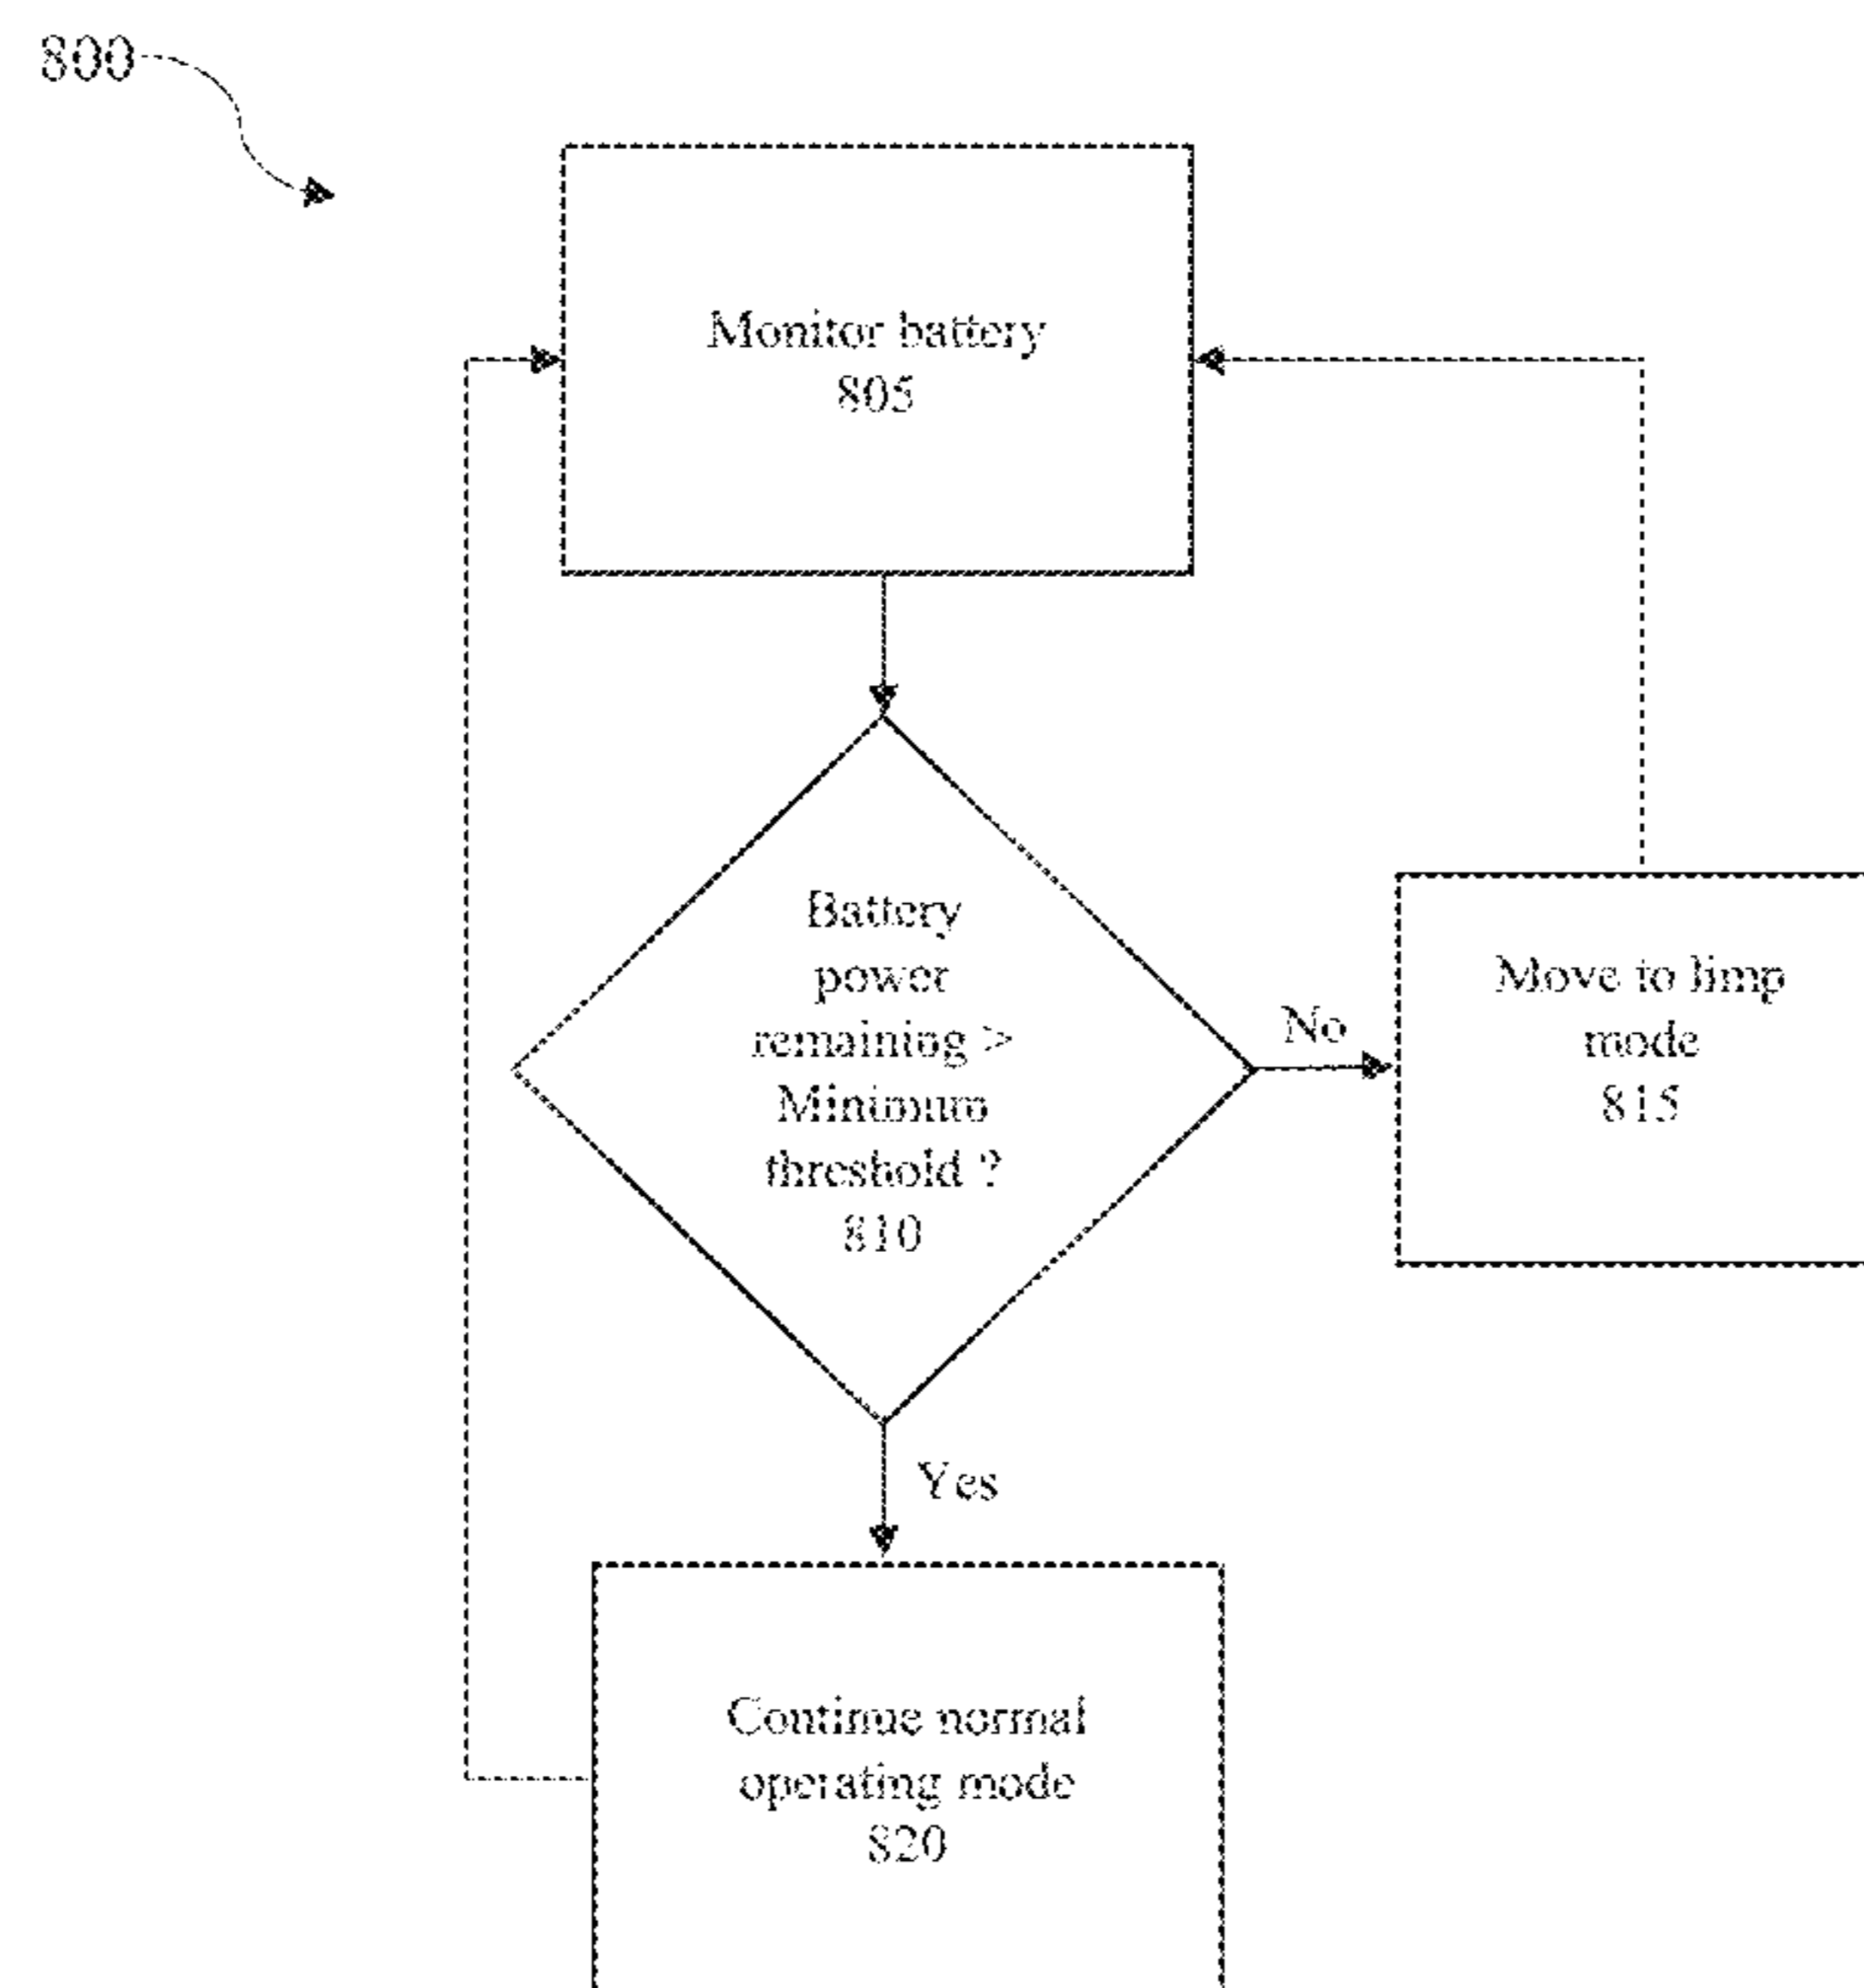 800
Monitor battery
805
Battery
power
remaining >
Minimum
threshold ?
810
No
Move to limp
mode
815
Yes
Continue normal
operating mode
820